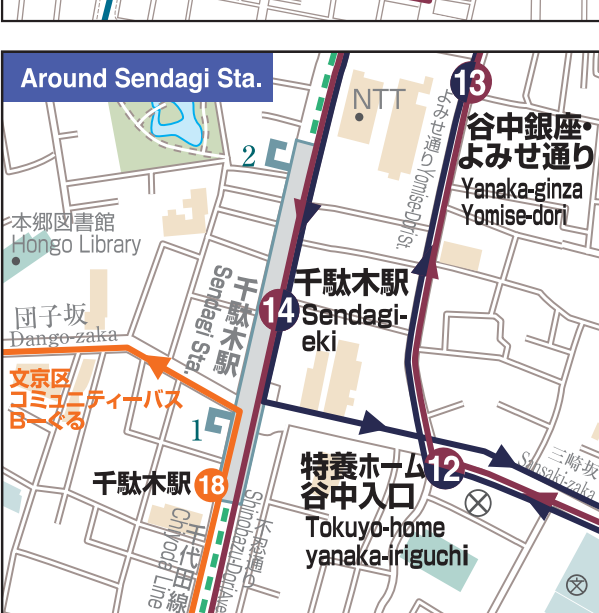 Around Sendagi Sta.
NTT
13
谷中銀座・
よみせ通り
Yanaka-ginza
Yomise-dori
よみせ通り Yomise-Dori St.
2
本郷図書館
Hongo Library
千駄木駅
Sendagi Sta.
14
千駄木駅
Sendagi-
eki
団子坂
Dango-zaka
文京区
コミュニティーバス
Bーぐる
1
千駄木駅
18
特養ホーム
谷中入口
12
Tokuyo-home
yanaka-iriguchi
三崎坂
Sansaki-zaka
不忍通り
Shinobazu-Dori Ave.
千代田線
Chiyoda Line